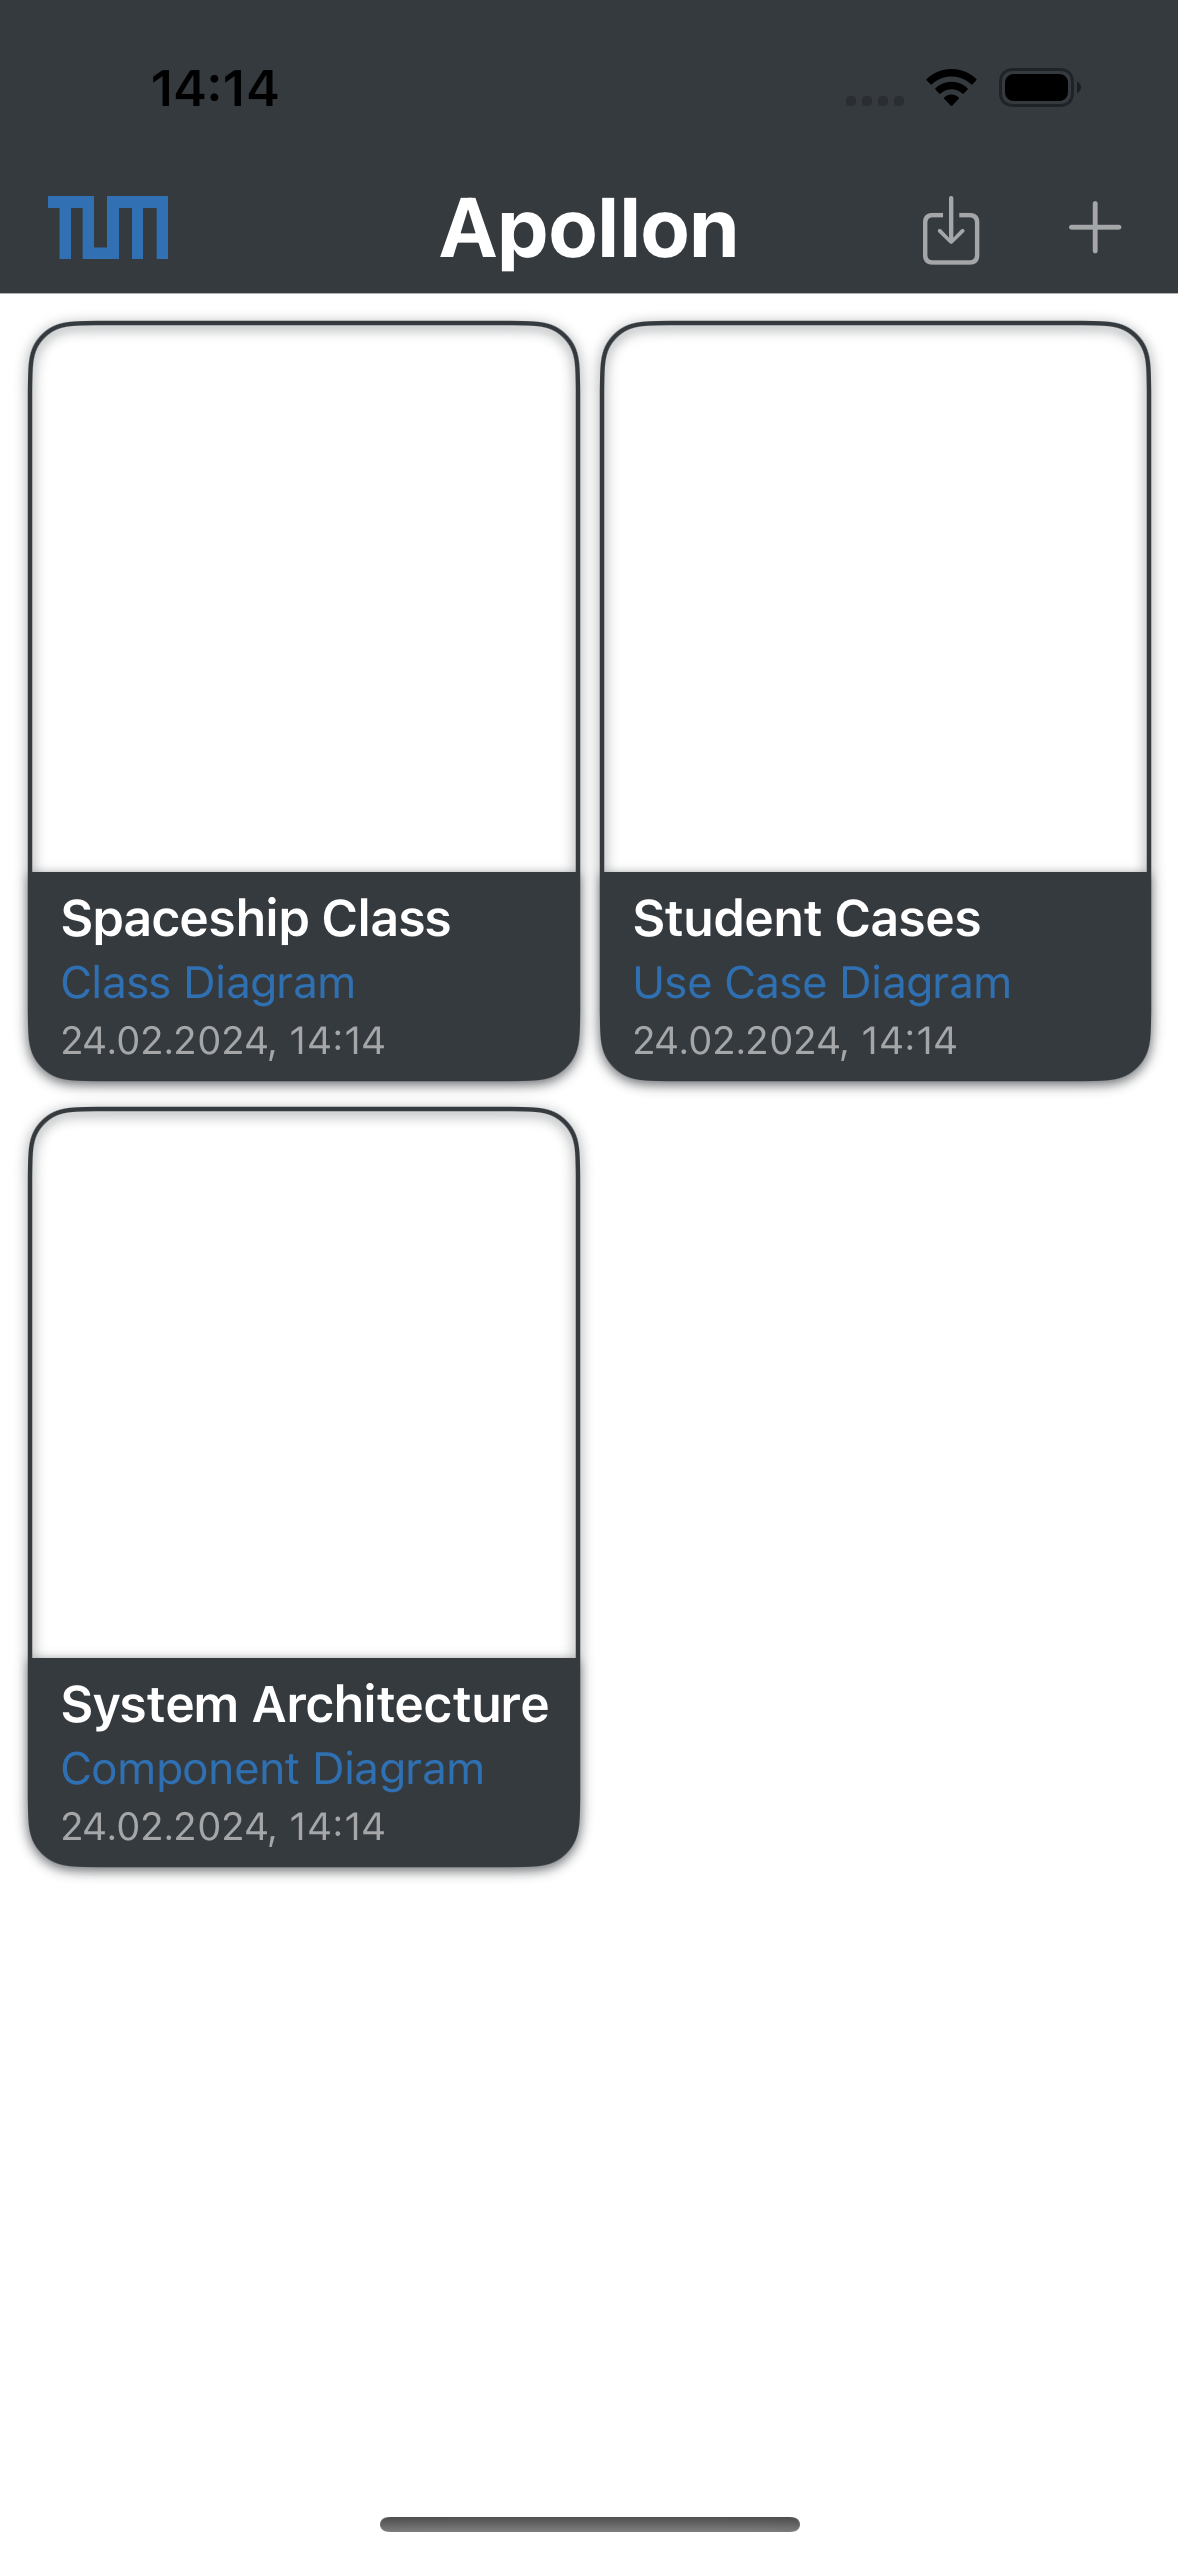 14:14
TUM
Apollon
Spaceship Class
Class Diagram
24.02.2024, 14:14
Student Cases
Use Case Diagram
24.02.2024, 14:14
System Architecture
Component Diagram
24.02.2024, 14:14